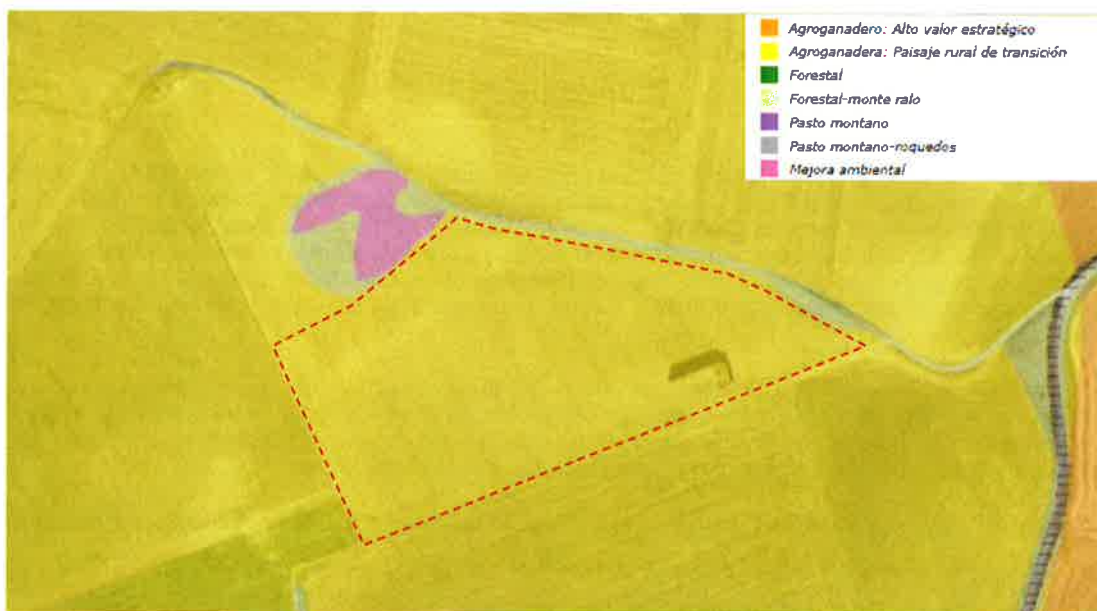 Agroganadero: Alto valor estratégico
Agroganadera: Paisaje rural de transición
Forestal
Forestal-monte ralo
Pasto montano
Pasto montano-roquedos
Mejora ambiental